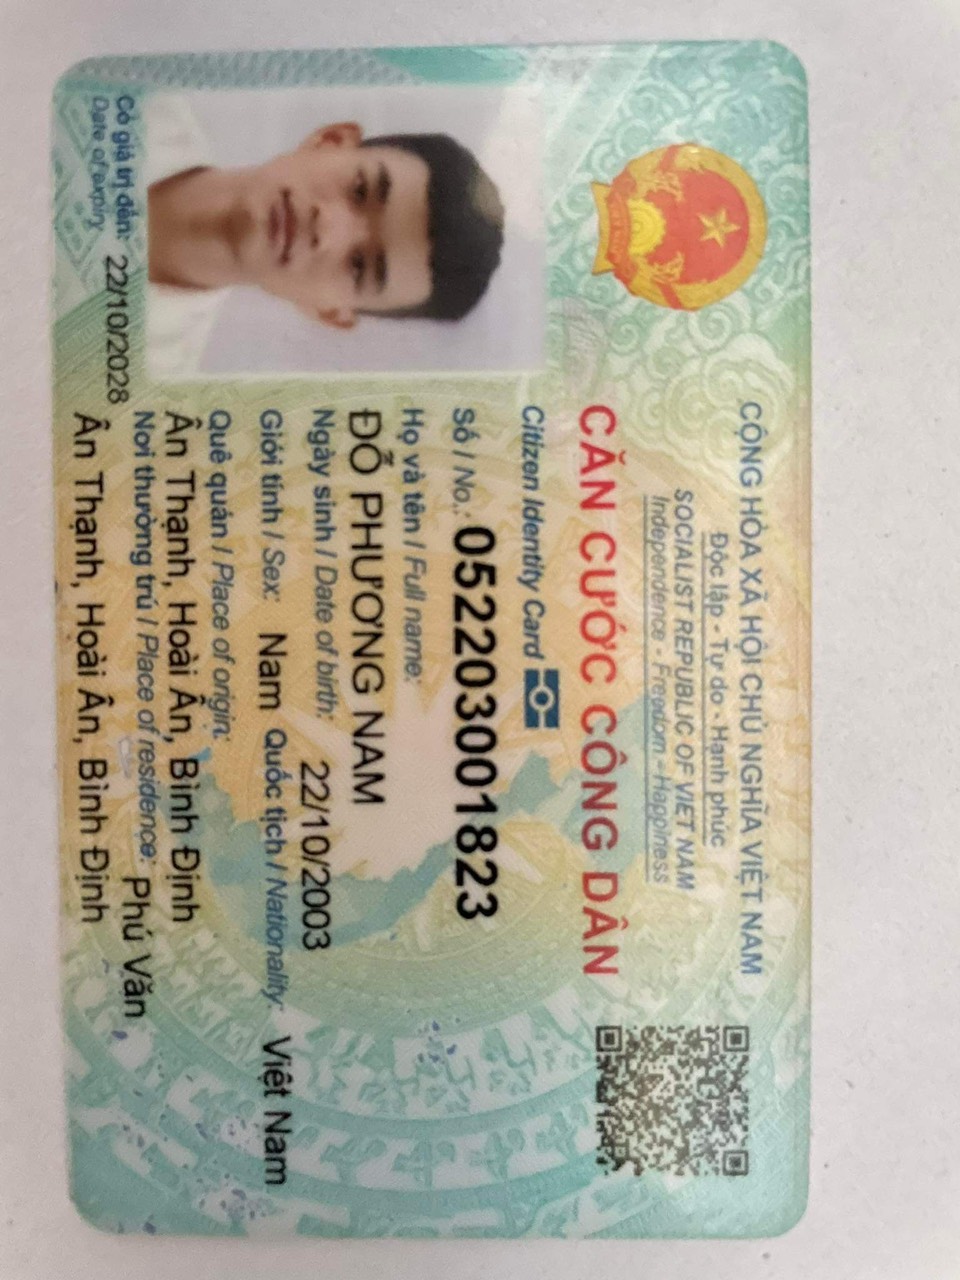 CỘNG HÒA XÃ HỘI CHỦ NGHĨA VIỆT NAM
Độc lập - Tự do - Hạnh phúc
SOCIALIST REPUBLIC OF VIET NAM
Independence - Freedom - Happiness
CĂN CƯỚC CÔNG DÂN
Citizen Identity Card
Số / No.: 052203001823
Họ và tên / Full name:
ĐỖ PHƯƠNG NAM
Ngày sinh / Date of birth: 22/10/2003
Giới tính / Sex: Nam Quốc tịch / Nationality: Việt Nam
Quê quán / Place of origin:
Ân Thạnh, Hoài Ân, Bình Định
Nơi thường trú / Place of residence: Phú Văn
Ân Thạnh, Hoài Ân, Bình Định
Có giá trị đến: 22/10/2028
Date of expiry